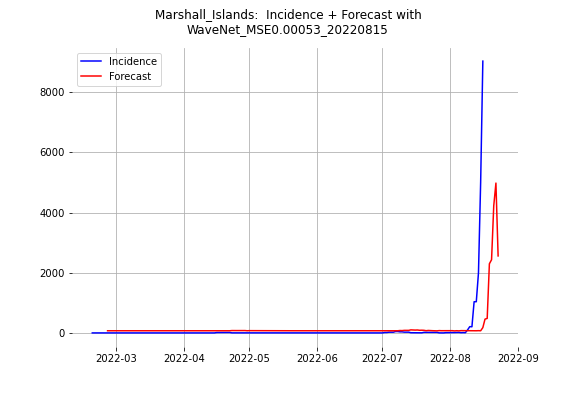 Marshall_Islands:  Incidence + Forecast with
WaveNet_MSE0.00053_20220815
Incidence
Forecast
8000
6000
4000
2000
0
2022-03 2022-04 2022-05 2022-06 2022-07 2022-08 2022-09